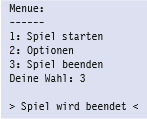 Menue:
------
1: Spiel starten
2: Optionen
3: Spiel beenden
Deine Wahl: 3
> Spiel wird beendet <